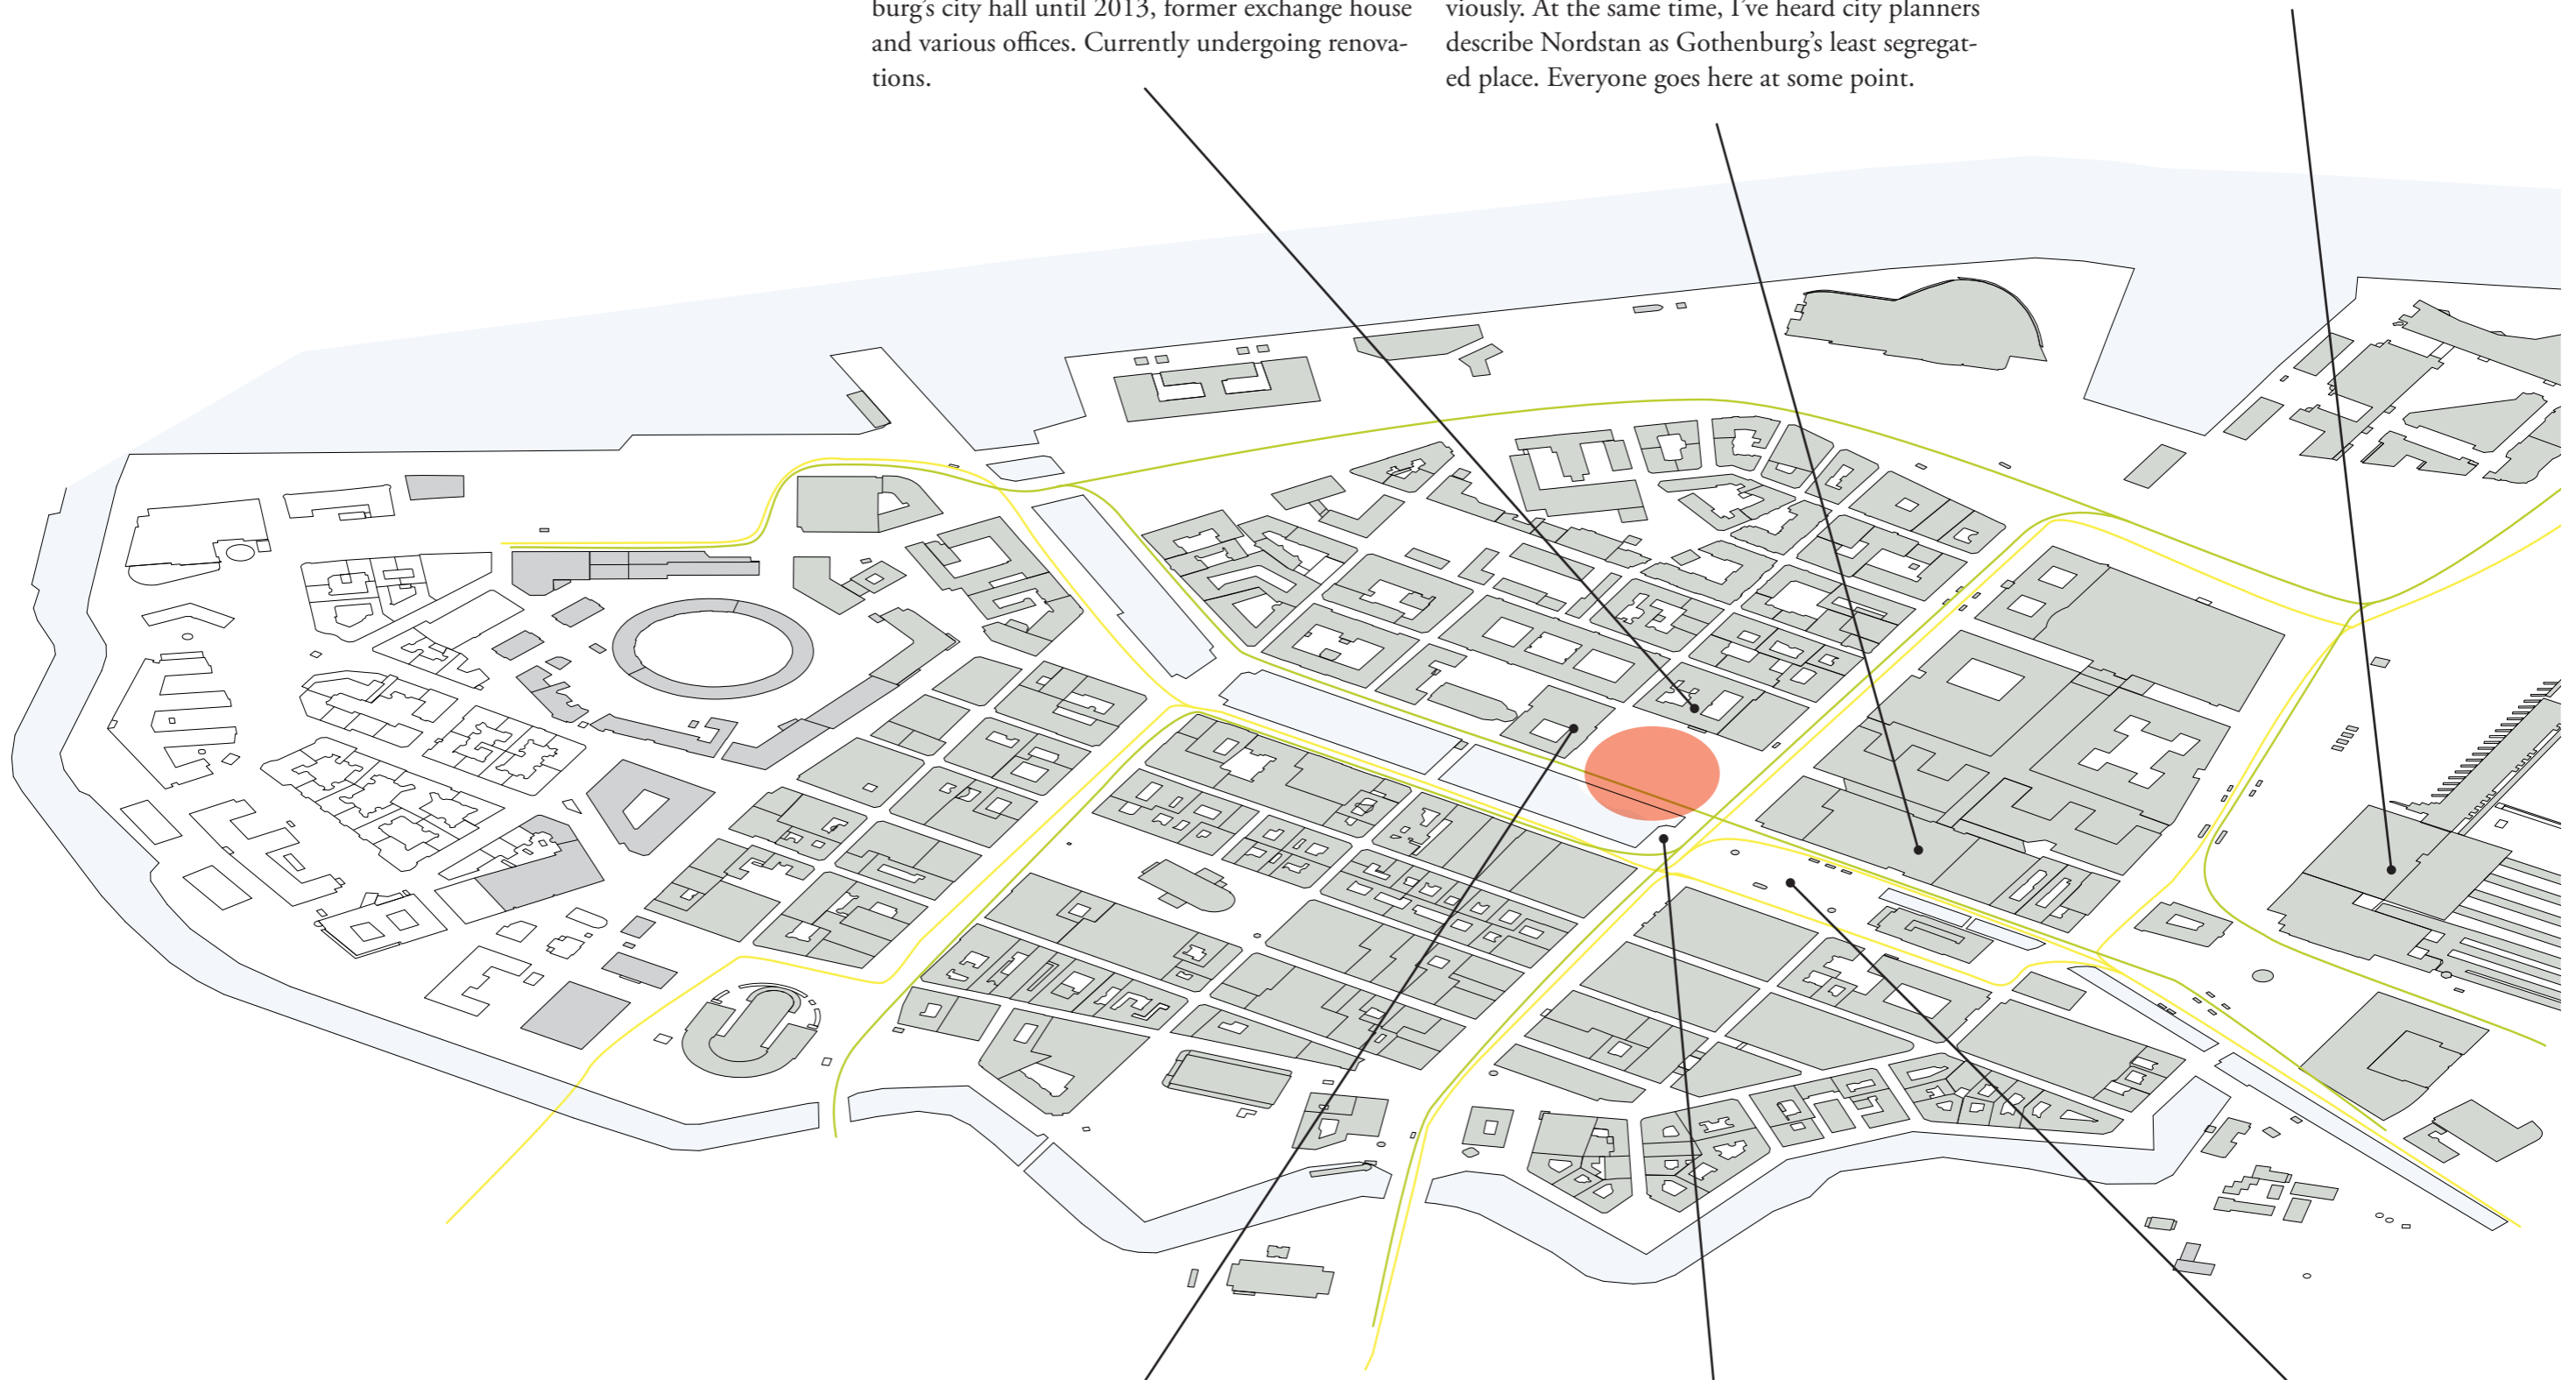 burg’s city hall until 2013, former exchange house
and various offices. Currently undergoing renova-
tions.
viously. At the same time, I’ve heard city planners
describe Nordstan as Gothenburg’s least segregat-
ed place. Everyone goes here at some point.